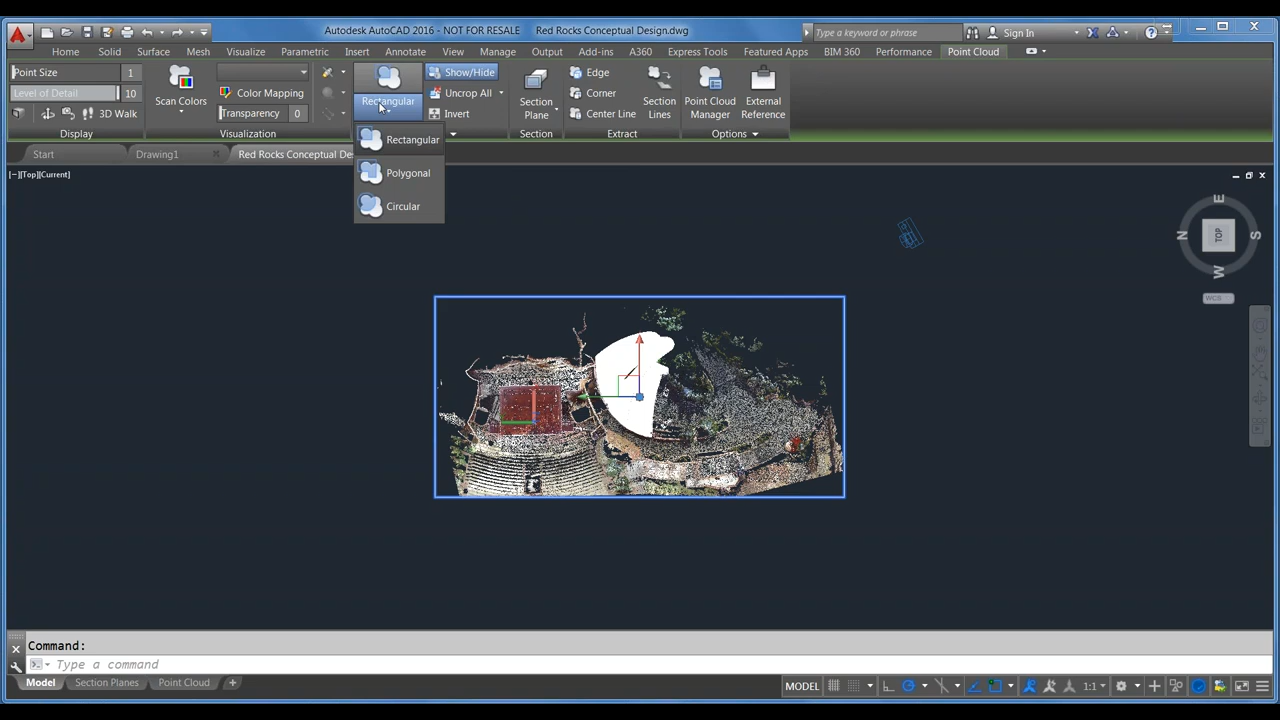 Autodesk AutoCAD 2016 - NOT FOR RESALE Red Rocks Conceptual Design.dwg
Type a keyword or phrase
Sign In
Home Solid Surface Mesh Visualize Parametric Insert Annotate View Manage Output Add-ins A360 Express Tools Featured Apps BIM 360 Performance Point Cloud
Point Size 1
Level of Detail 10
3D Walk
Display
Scan Colors
Color Mapping
Transparency 0
Visualization
Rectangular
Show/Hide
Uncrop All
Invert
Section
Plane
Section
Edge
Corner
Center Line
Section
Lines
Extract
Point Cloud
Manager
External
Reference
Options
Rectangular
Polygonal
Circular
Start
Drawing1
Red Rocks Conceptual De
[−][Top][Current]
E
N TOP S
W
WCS
Command:
Type a command
Model Section Planes Point Cloud +
MODEL 1:1